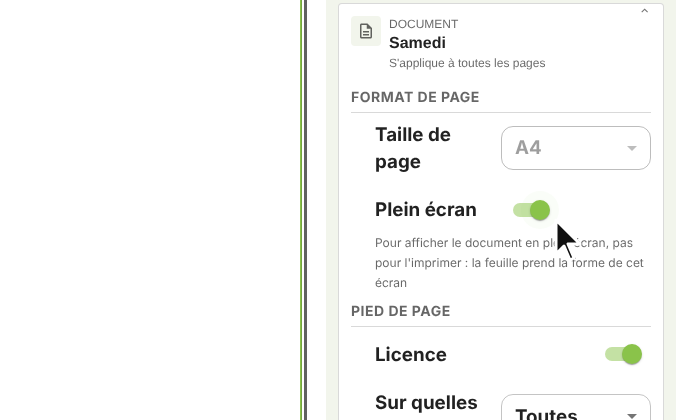 DOCUMENT
Samedi
S'applique à toutes les pages
FORMAT DE PAGE
Taille de
page
A4
Plein écran
Pour afficher le document en plein écran, pas
pour l'imprimer : la feuille prend la forme de cet
écran
PIED DE PAGE
Licence
Sur quelles
Toutes